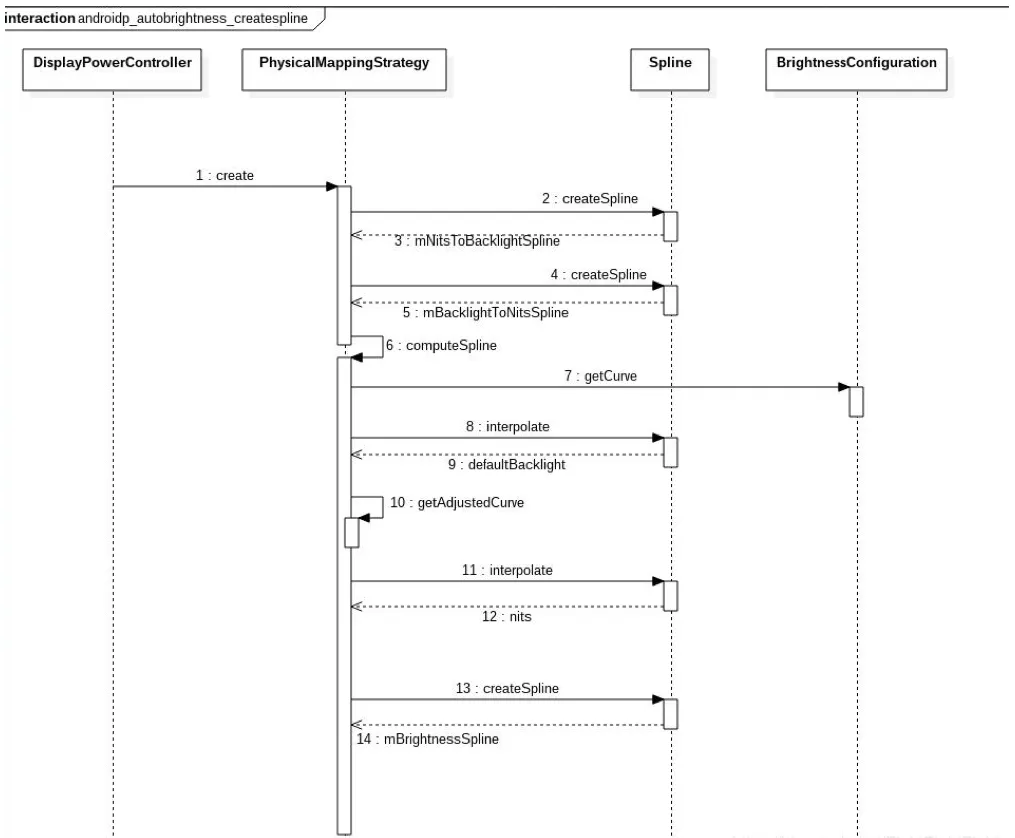 interaction androidp_autobrightness_createspline
DisplayPowerController
PhysicalMappingStrategy
Spline
BrightnessConfiguration
1 : create
2 : createSpline
3 : mNitsToBacklightSpline
4 : createSpline
5 : mBacklightToNitsSpline
6 : computeSpline
7 : getCurve
8 : interpolate
9 : defaultBacklight
10 : getAdjustedCurve
11 : interpolate
12 : nits
13 : createSpline
14 : mBrightnessSpline